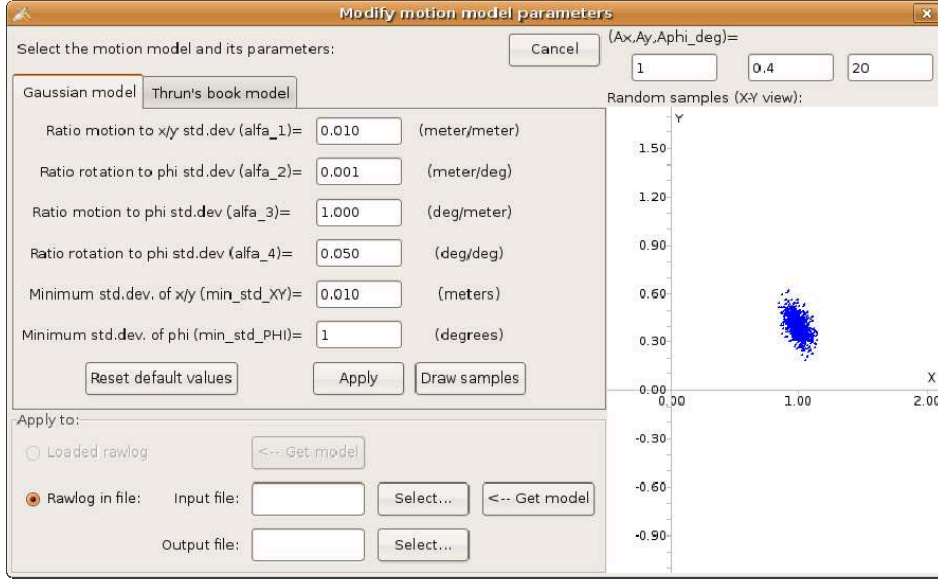 Modify motion model parameters
Select the motion model and its parameters:
Cancel
(Ax,Ay,Aphi_deg)=
1
0.4
20
Gaussian model
Thrun's book model
Random samples (X-Y view):
Ratio motion to x/y std.dev (alfa_1)= 0.010 (meter/meter)
Ratio rotation to phi std.dev (alfa_2)= 0.001 (meter/deg)
Ratio motion to phi std.dev (alfa_3)= 1.000 (deg/meter)
Ratio rotation to phi std.dev (alfa_4)= 0.050 (deg/deg)
Minimum std.dev. of x/y (min_std_XY)= 0.010 (meters)
Minimum std.dev. of phi (min_std_PHI)= 1 (degrees)
Reset default values
Apply
Draw samples
Apply to:
Loaded rawlog
<-- Get model
Rawlog in file:
Input file:
Select...
<-- Get model
Output file:
Select...
Y
1.50
1.20
0.90
0.60
0.30
0.00
-0.30
-0.60
-0.90
X
0.00
1.00
2.00